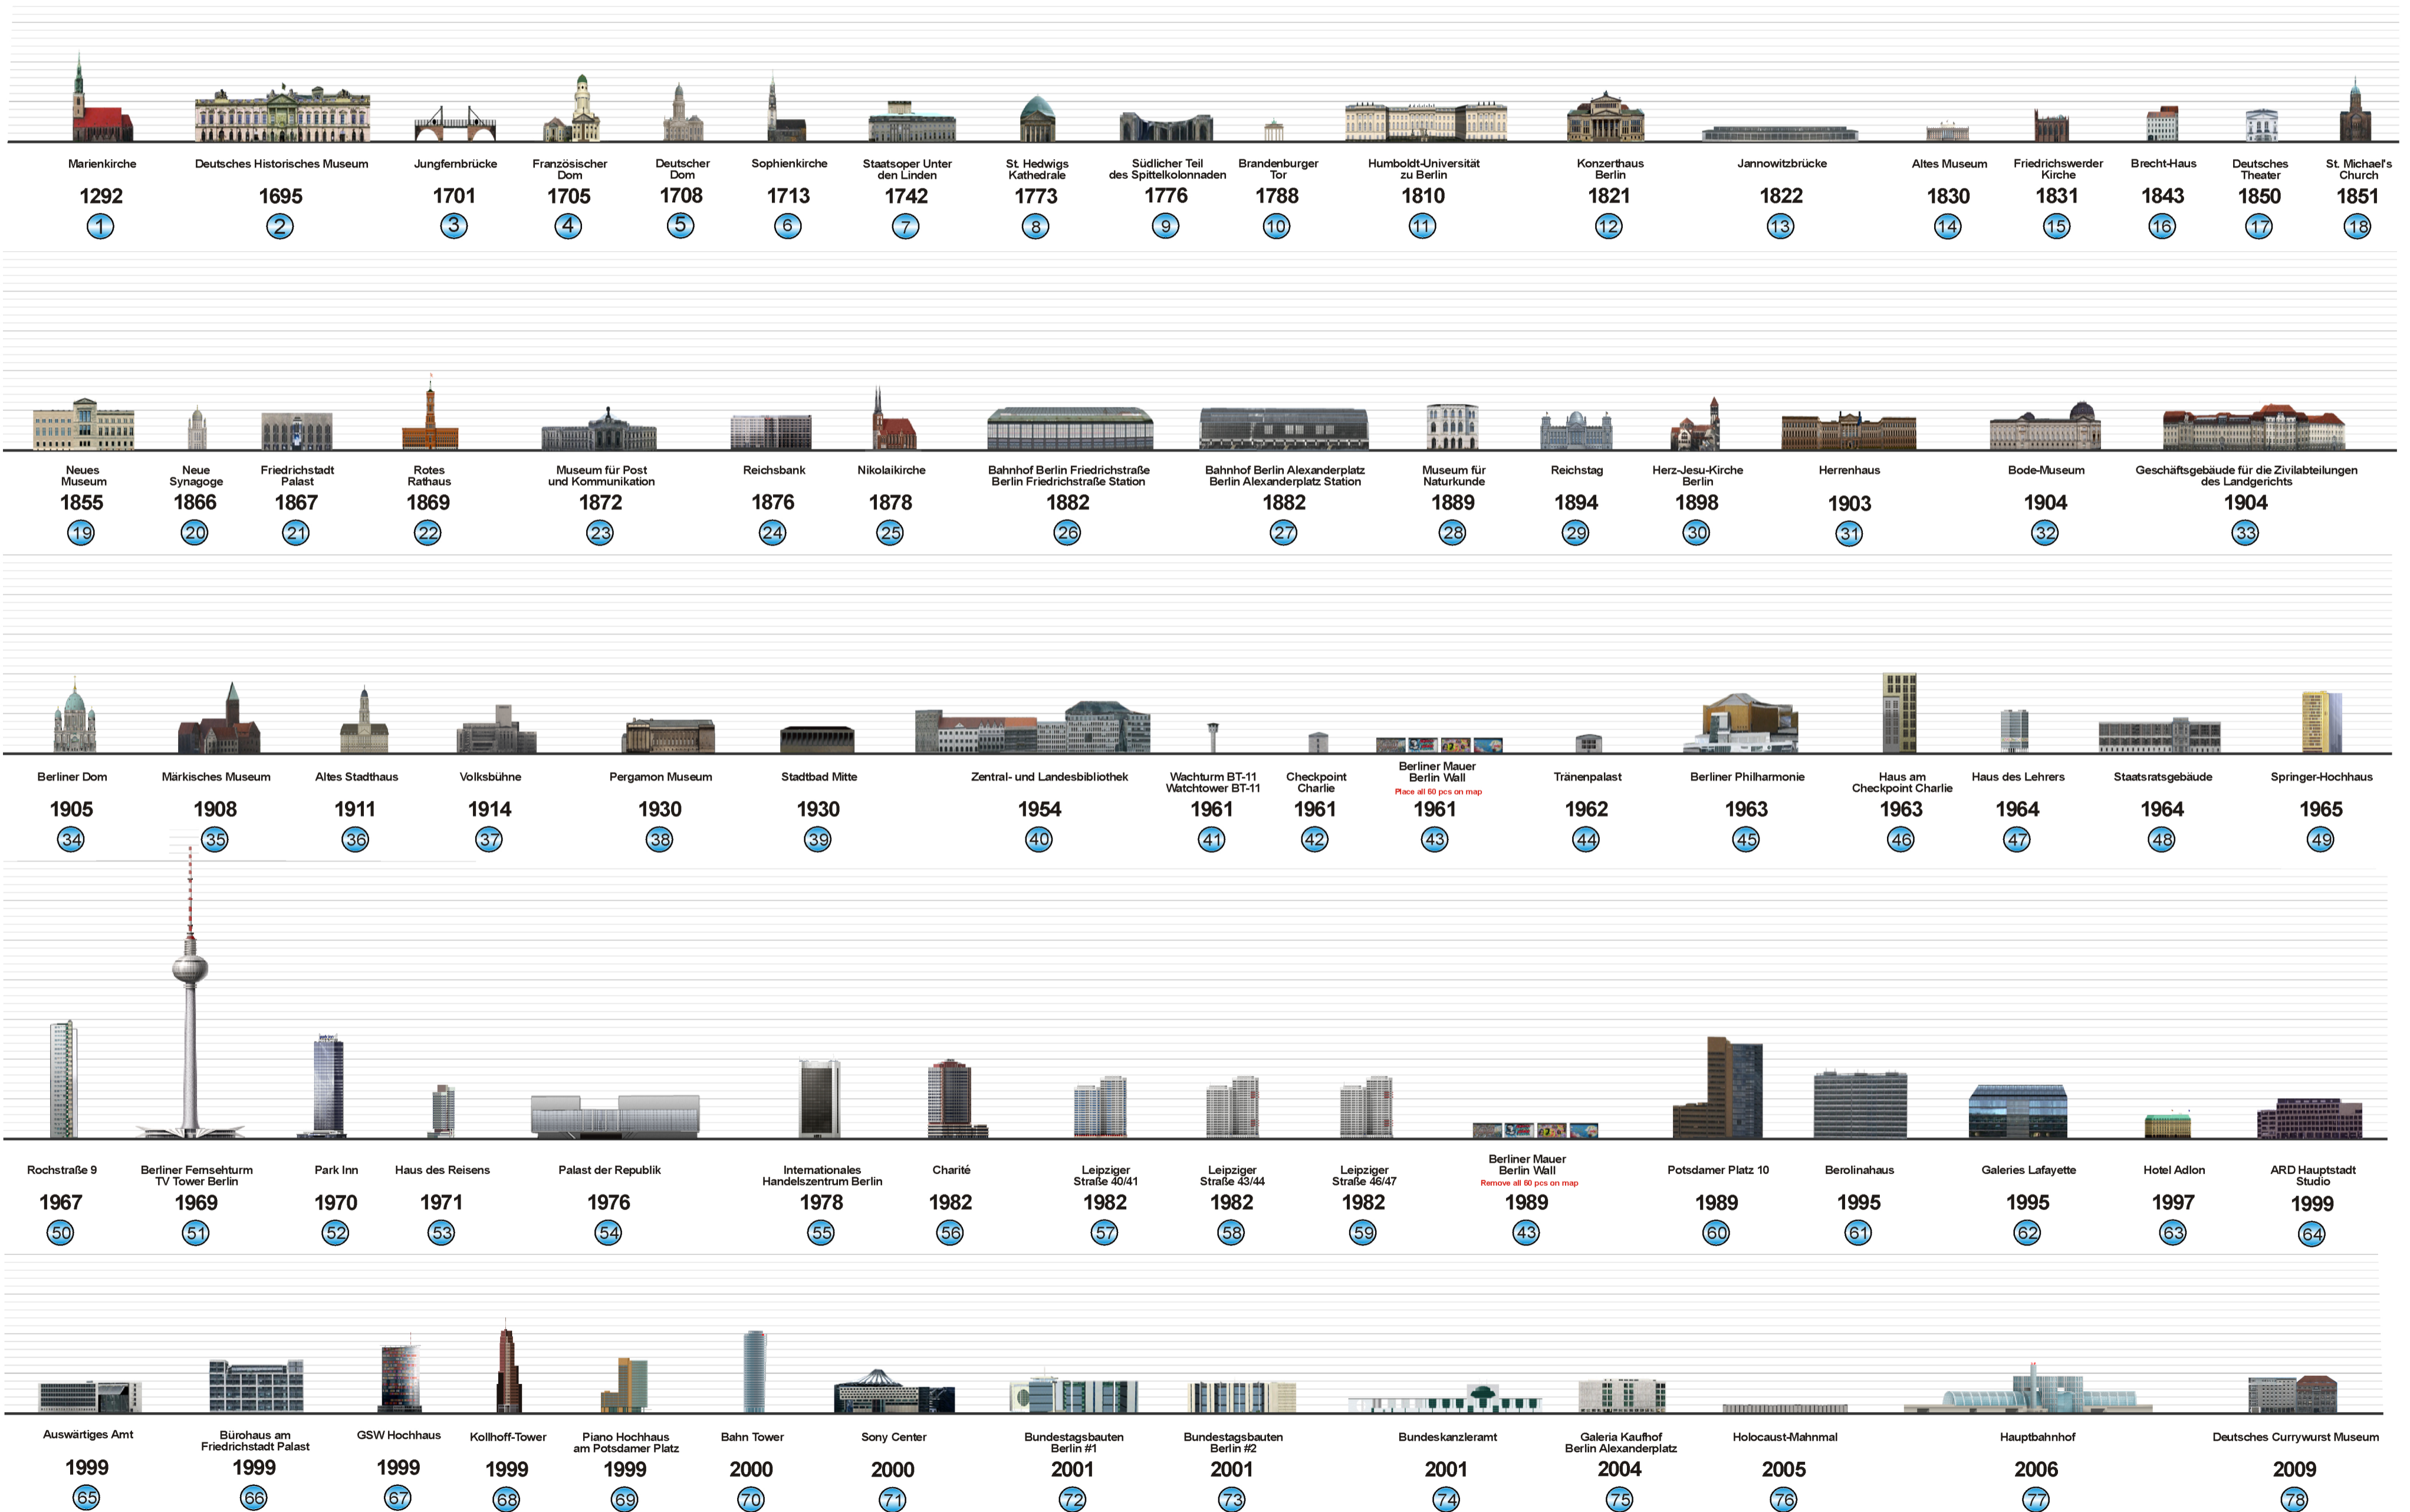 Marienkirche
1292
1
Deutsches Historisches Museum
1695
2
Jungfernbrücke
1701
3
Französischer
Dom
1705
4
Deutscher
Dom
1708
5
Sophienkirche
1713
6
Staatsoper Unter
den Linden
1742
7
St. Hedwigs
Kathedrale
1773
8
Südlicher Teil
des Spittelkolonnaden
1776
9
Brandenburger
Tor
1788
10
Humboldt-Universität
zu Berlin
1810
11
Konzerthaus
Berlin
1821
12
Jannowitzbrücke
1822
13
Altes Museum
1830
14
Friedrichswerder
Kirche
1831
15
Brecht-Haus
1843
16
Deutsches
Theater
1850
17
St. Michael's
Church
1851
18
Neues
Museum
1855
19
Neue
Synagoge
1866
20
Friedrichstadt
Palast
1867
21
Rotes
Rathaus
1869
22
Museum für Post
und Kommunikation
1872
23
Reichsbank
1876
24
Nikolaikirche
1878
25
Bahnhof Berlin Friedrichstraße
Berlin Friedrichstraße Station
1882
26
Bahnhof Berlin Alexanderplatz
Berlin Alexanderplatz Station
1882
27
Museum für
Naturkunde
1889
28
Reichstag
1894
29
Herz-Jesu-Kirche
Berlin
1898
30
Herrenhaus
1903
31
Bode-Museum
1904
32
Geschäftsgebäude für die Zivilabteilungen
des Landgerichts
1904
33
Berliner Dom
1905
34
Märkisches Museum
1908
35
Altes Stadthaus
1911
36
Volksbühne
1914
37
Pergamon Museum
1930
38
Stadtbad Mitte
1930
39
Zentral- und Landesbibliothek
1954
40
Wachturm BT-11
Watchtower BT-11
1961
41
Checkpoint
Charlie
1961
42
Berliner Mauer
Berlin Wall
Place all 60 pcs on map
1961
43
Tränenpalast
1962
44
Berliner Philharmonie
1963
45
Haus am
Checkpoint Charlie
1963
46
Haus des Lehrers
1964
47
Staatsratsgebäude
1964
48
Springer-Hochhaus
1965
49
Rochstraße 9
1967
50
Berliner Fernsehturm
TV Tower Berlin
1969
51
Park Inn
1970
52
Haus des Reisens
1971
53
Palast der Republik
1976
54
Internationales
Handelszentrum Berlin
1978
55
Charité
1982
56
Leipziger
Straße 40/41
1982
57
Leipziger
Straße 43/44
1982
58
Leipziger
Straße 46/47
1982
59
Berliner Mauer
Berlin Wall
Remove all 60 pcs on map
1989
43
Potsdamer Platz 10
1989
60
Berolinahaus
1995
61
Galeries Lafayette
1995
62
Hotel Adlon
1997
63
ARD Hauptstadt
Studio
1999
64
Auswärtiges Amt
1999
65
Bürohaus am
Friedrichstadt Palast
1999
66
GSW Hochhaus
1999
67
Kollhoff-Tower
1999
68
Piano Hochhaus
am Potsdamer Platz
1999
69
Bahn Tower
2000
70
Sony Center
2000
71
Bundestagsbauten
Berlin #1
2001
72
Bundestagsbauten
Berlin #2
2001
73
Bundeskanzleramt
2001
74
Galeria Kaufhof
Berlin Alexanderplatz
2004
75
Holocaust-Mahnmal
2005
76
Hauptbahnhof
2006
77
Deutsches Currywurst Museum
2009
78